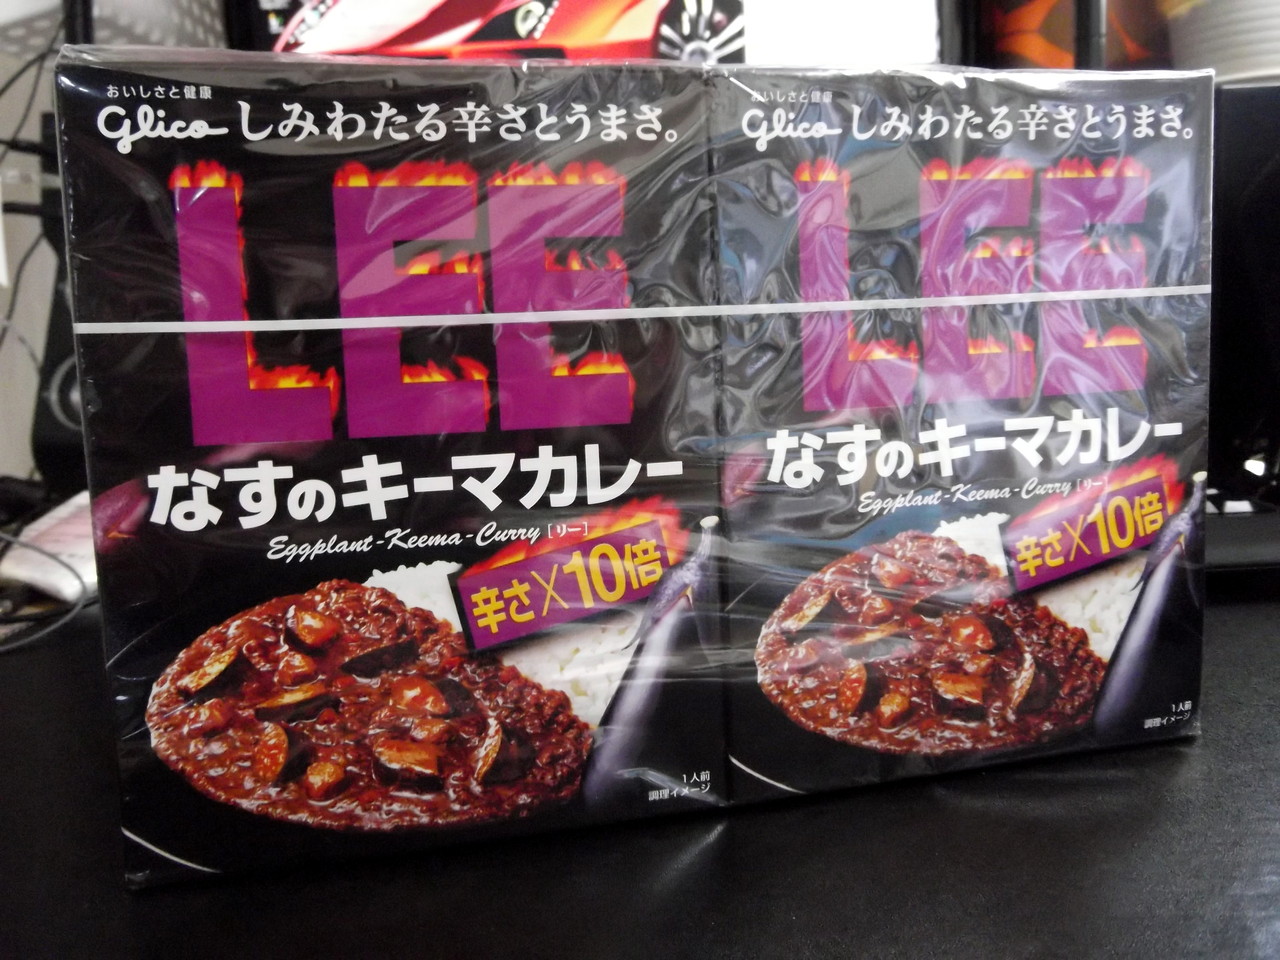 おいしさと健康
Glico しみわたる辛さとうまさ。
LEE
なすのキーマカレー
Eggplant-Keema-Curry [リー]
辛さ×10倍
1人前
調理イメージ
おいしさと健康
Glico しみわたる辛さとうまさ。
LEE
なすのキーマカレー
Eggplant-Keema-Curry [リー]
辛さ×10倍
1人前
調理イメージ